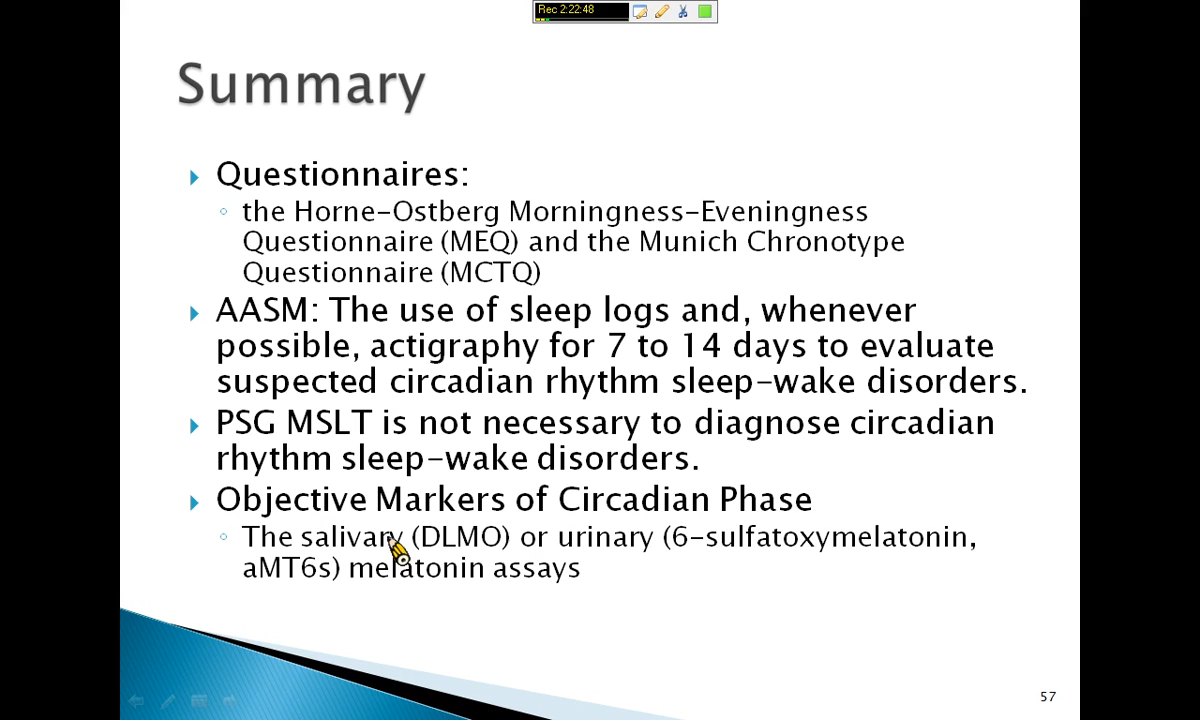 Rec 2:22:48
Summary
Questionnaires:
the Horne-Ostberg Morningness-Eveningness
Questionnaire (MEQ) and the Munich Chronotype
Questionnaire (MCTQ)
AASM: The use of sleep logs and, whenever
possible, actigraphy for 7 to 14 days to evaluate
suspected circadian rhythm sleep-wake disorders.
PSG MSLT is not necessary to diagnose circadian
rhythm sleep-wake disorders.
Objective Markers of Circadian Phase
The salivary (DLMO) or urinary (6-sulfatoxymelatonin,
aMT6s) melatonin assays
57